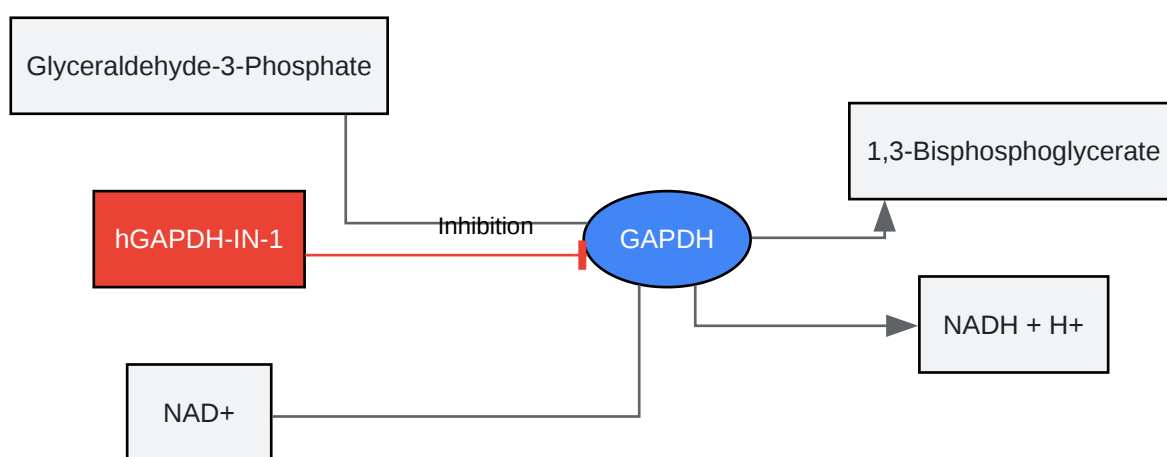 Glyceraldehyde-3-Phosphate
1,3-Bisphosphoglycerate
Inhibition
hGAPDH-IN-1
GAPDH
NADH + H+
NAD+